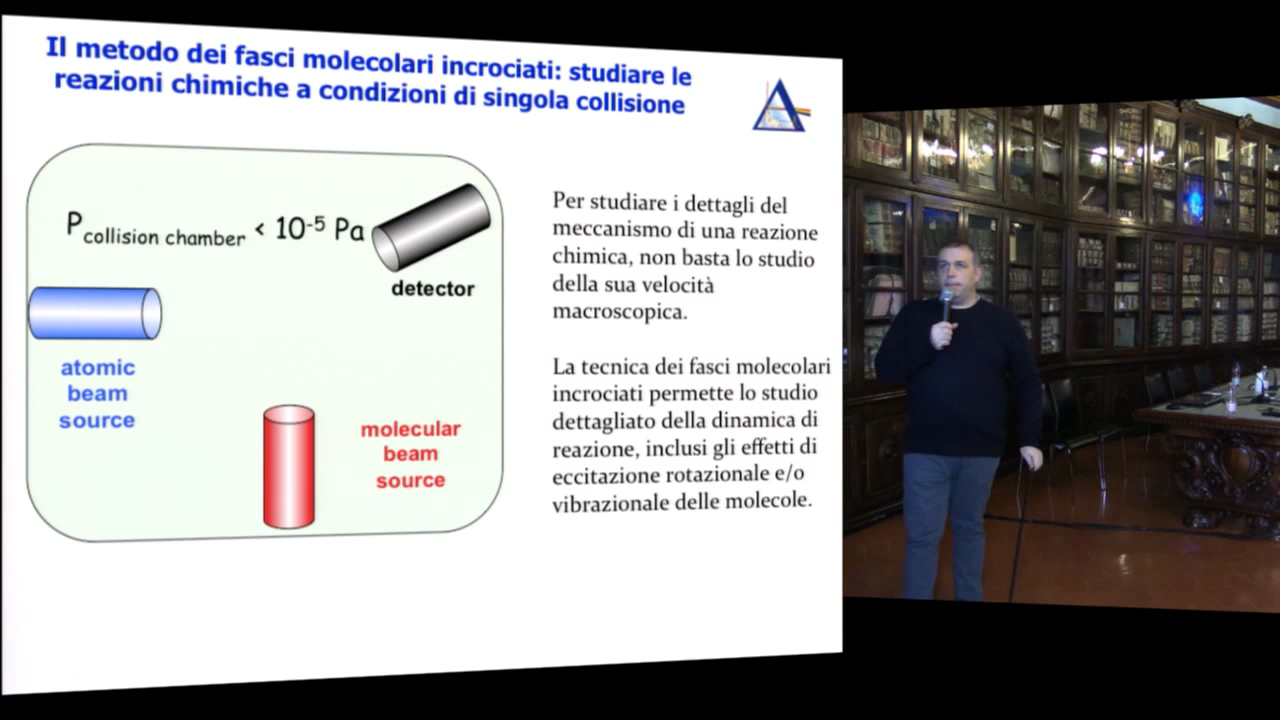 Il metodo dei fasci molecolari incrociati: studiare le
reazioni chimiche a condizioni di singola collisione
P collision chamber < 10-5 Pa
detector
atomic
beam
source
molecular
beam
source
Per studiare i dettagli del
meccanismo di una reazione
chimica, non basta lo studio
della sua velocità
macroscopica.
La tecnica dei fasci molecolari
incrociati permette lo studio
dettagliato della dinamica di
reazione, inclusi gli effetti di
eccitazione rotazionale e/o
vibrazionale delle molecole.